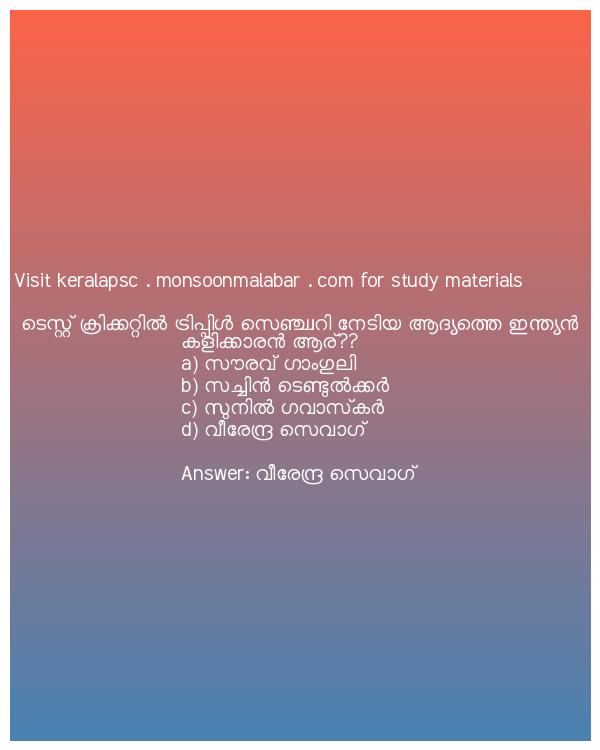 Visit keralapsc . monsoonmalabar . com for study materials
ടെസ്റ്റ് ക്രിക്കറ്റിൽ ട്രിപ്പിൾ സെഞ്ചറി നേടിയ ആദ്യത്തെ ഇന്ത്യൻ
കളിക്കാരൻ ആര്??
a) സൗരവ് ഗാംഗുലി
b) സച്ചിൻ ടെണ്ടുൽക്കർ
c) സുനിൽ ഗവാസ്കർ
d) വീരേന്ദ്ര സെവാഗ്
Answer: വീരേന്ദ്ര സെവാഗ്